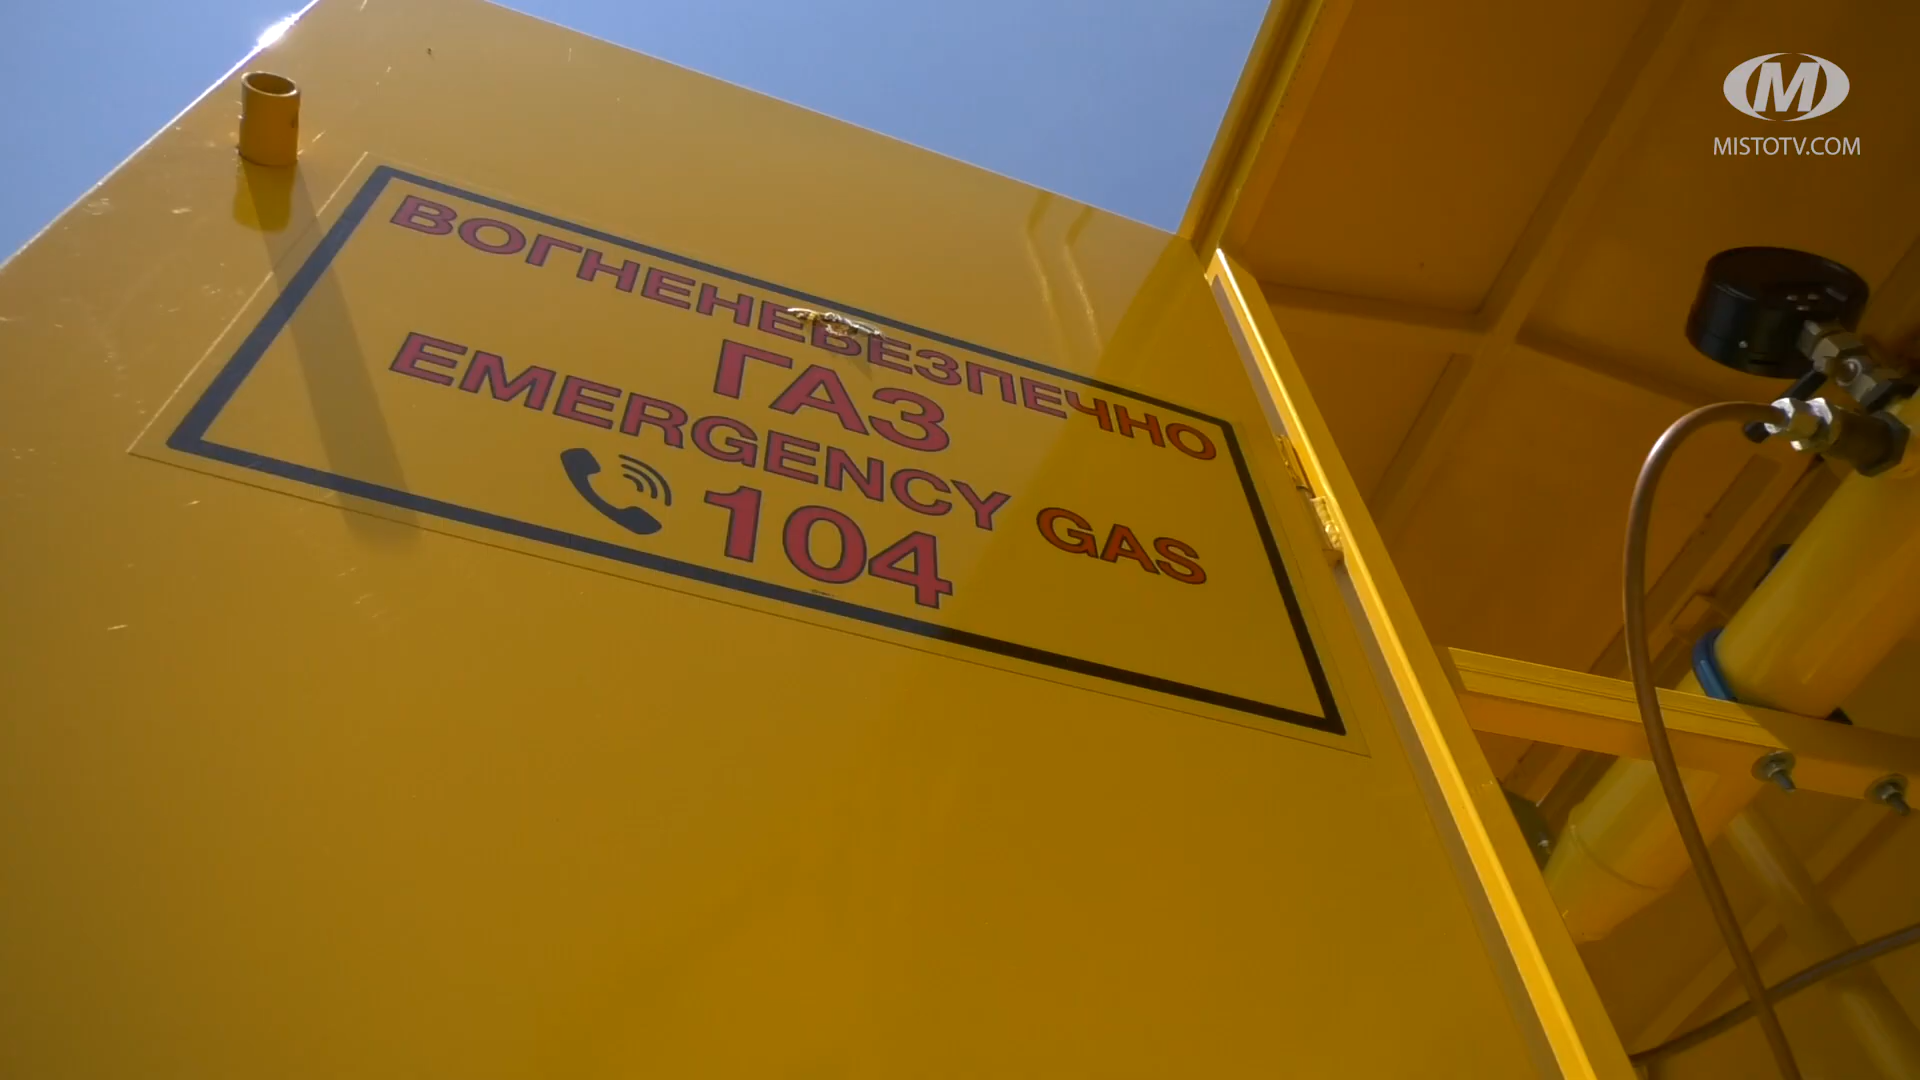 ВОГНЕНЕБЕЗПЕЧНО
ГАЗ
EMERGENCY GAS
104
M
MISTOTV.COM